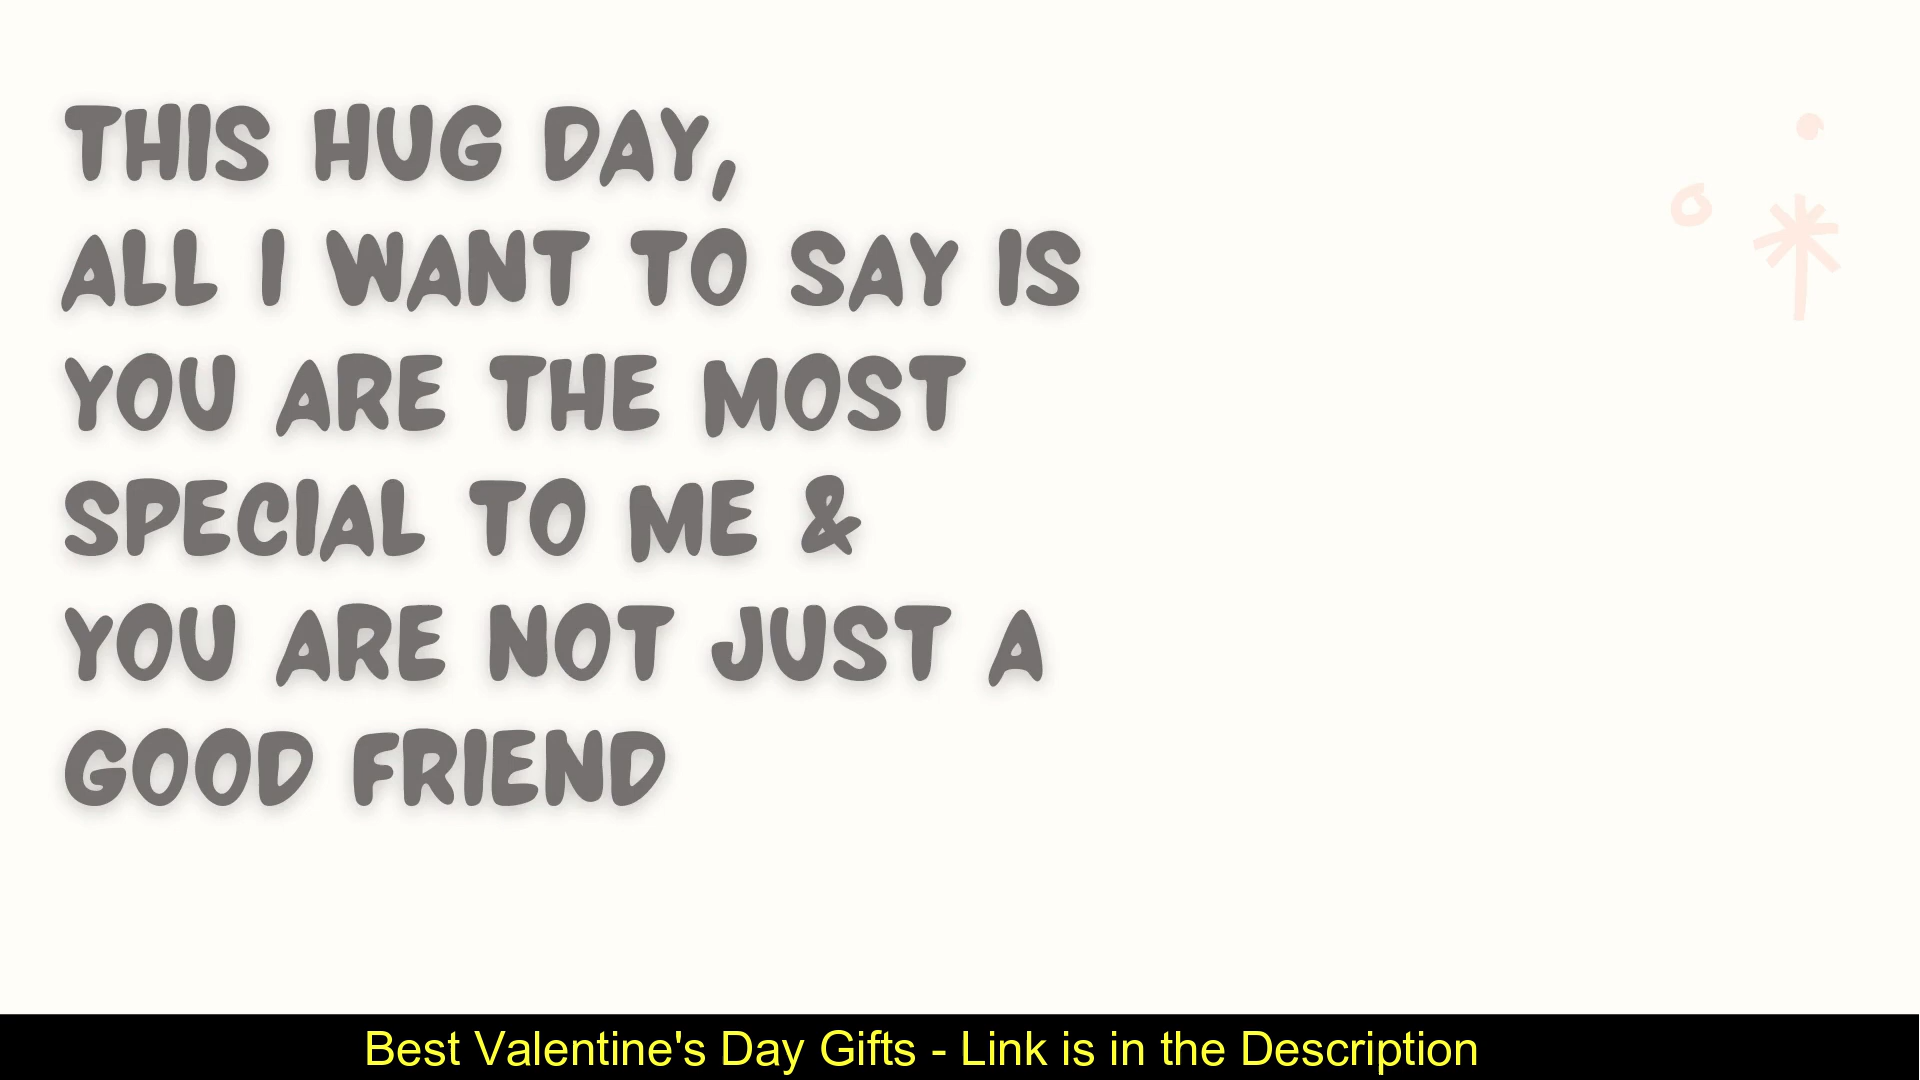 THIS HUG DAY,
ALL I WANT TO SAY IS
YOU ARE THE MOST
SPECIAL TO ME &
YOU ARE NOT JUST A
GOOD FRIEND
Best Valentine's Day Gifts - Link is in the Description